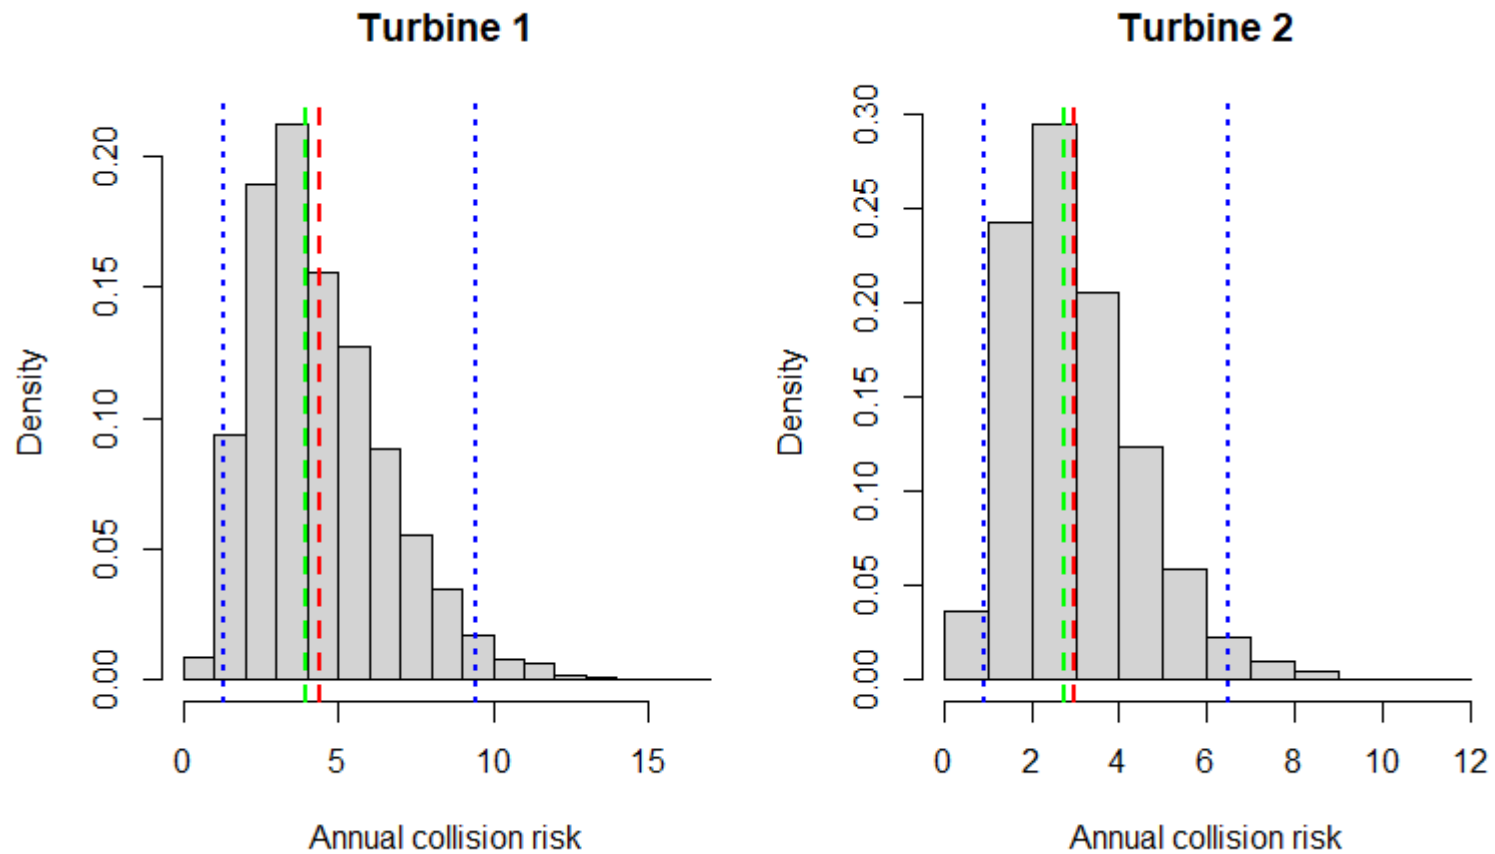 Turbine 1
Density
0.00 0.05 0.10 0.15 0.20
0 5 10 15
Annual collision risk
Turbine 2
Density
0.00 0.05 0.10 0.15 0.20 0.25 0.30
0 2 4 6 8 10 12
Annual collision risk